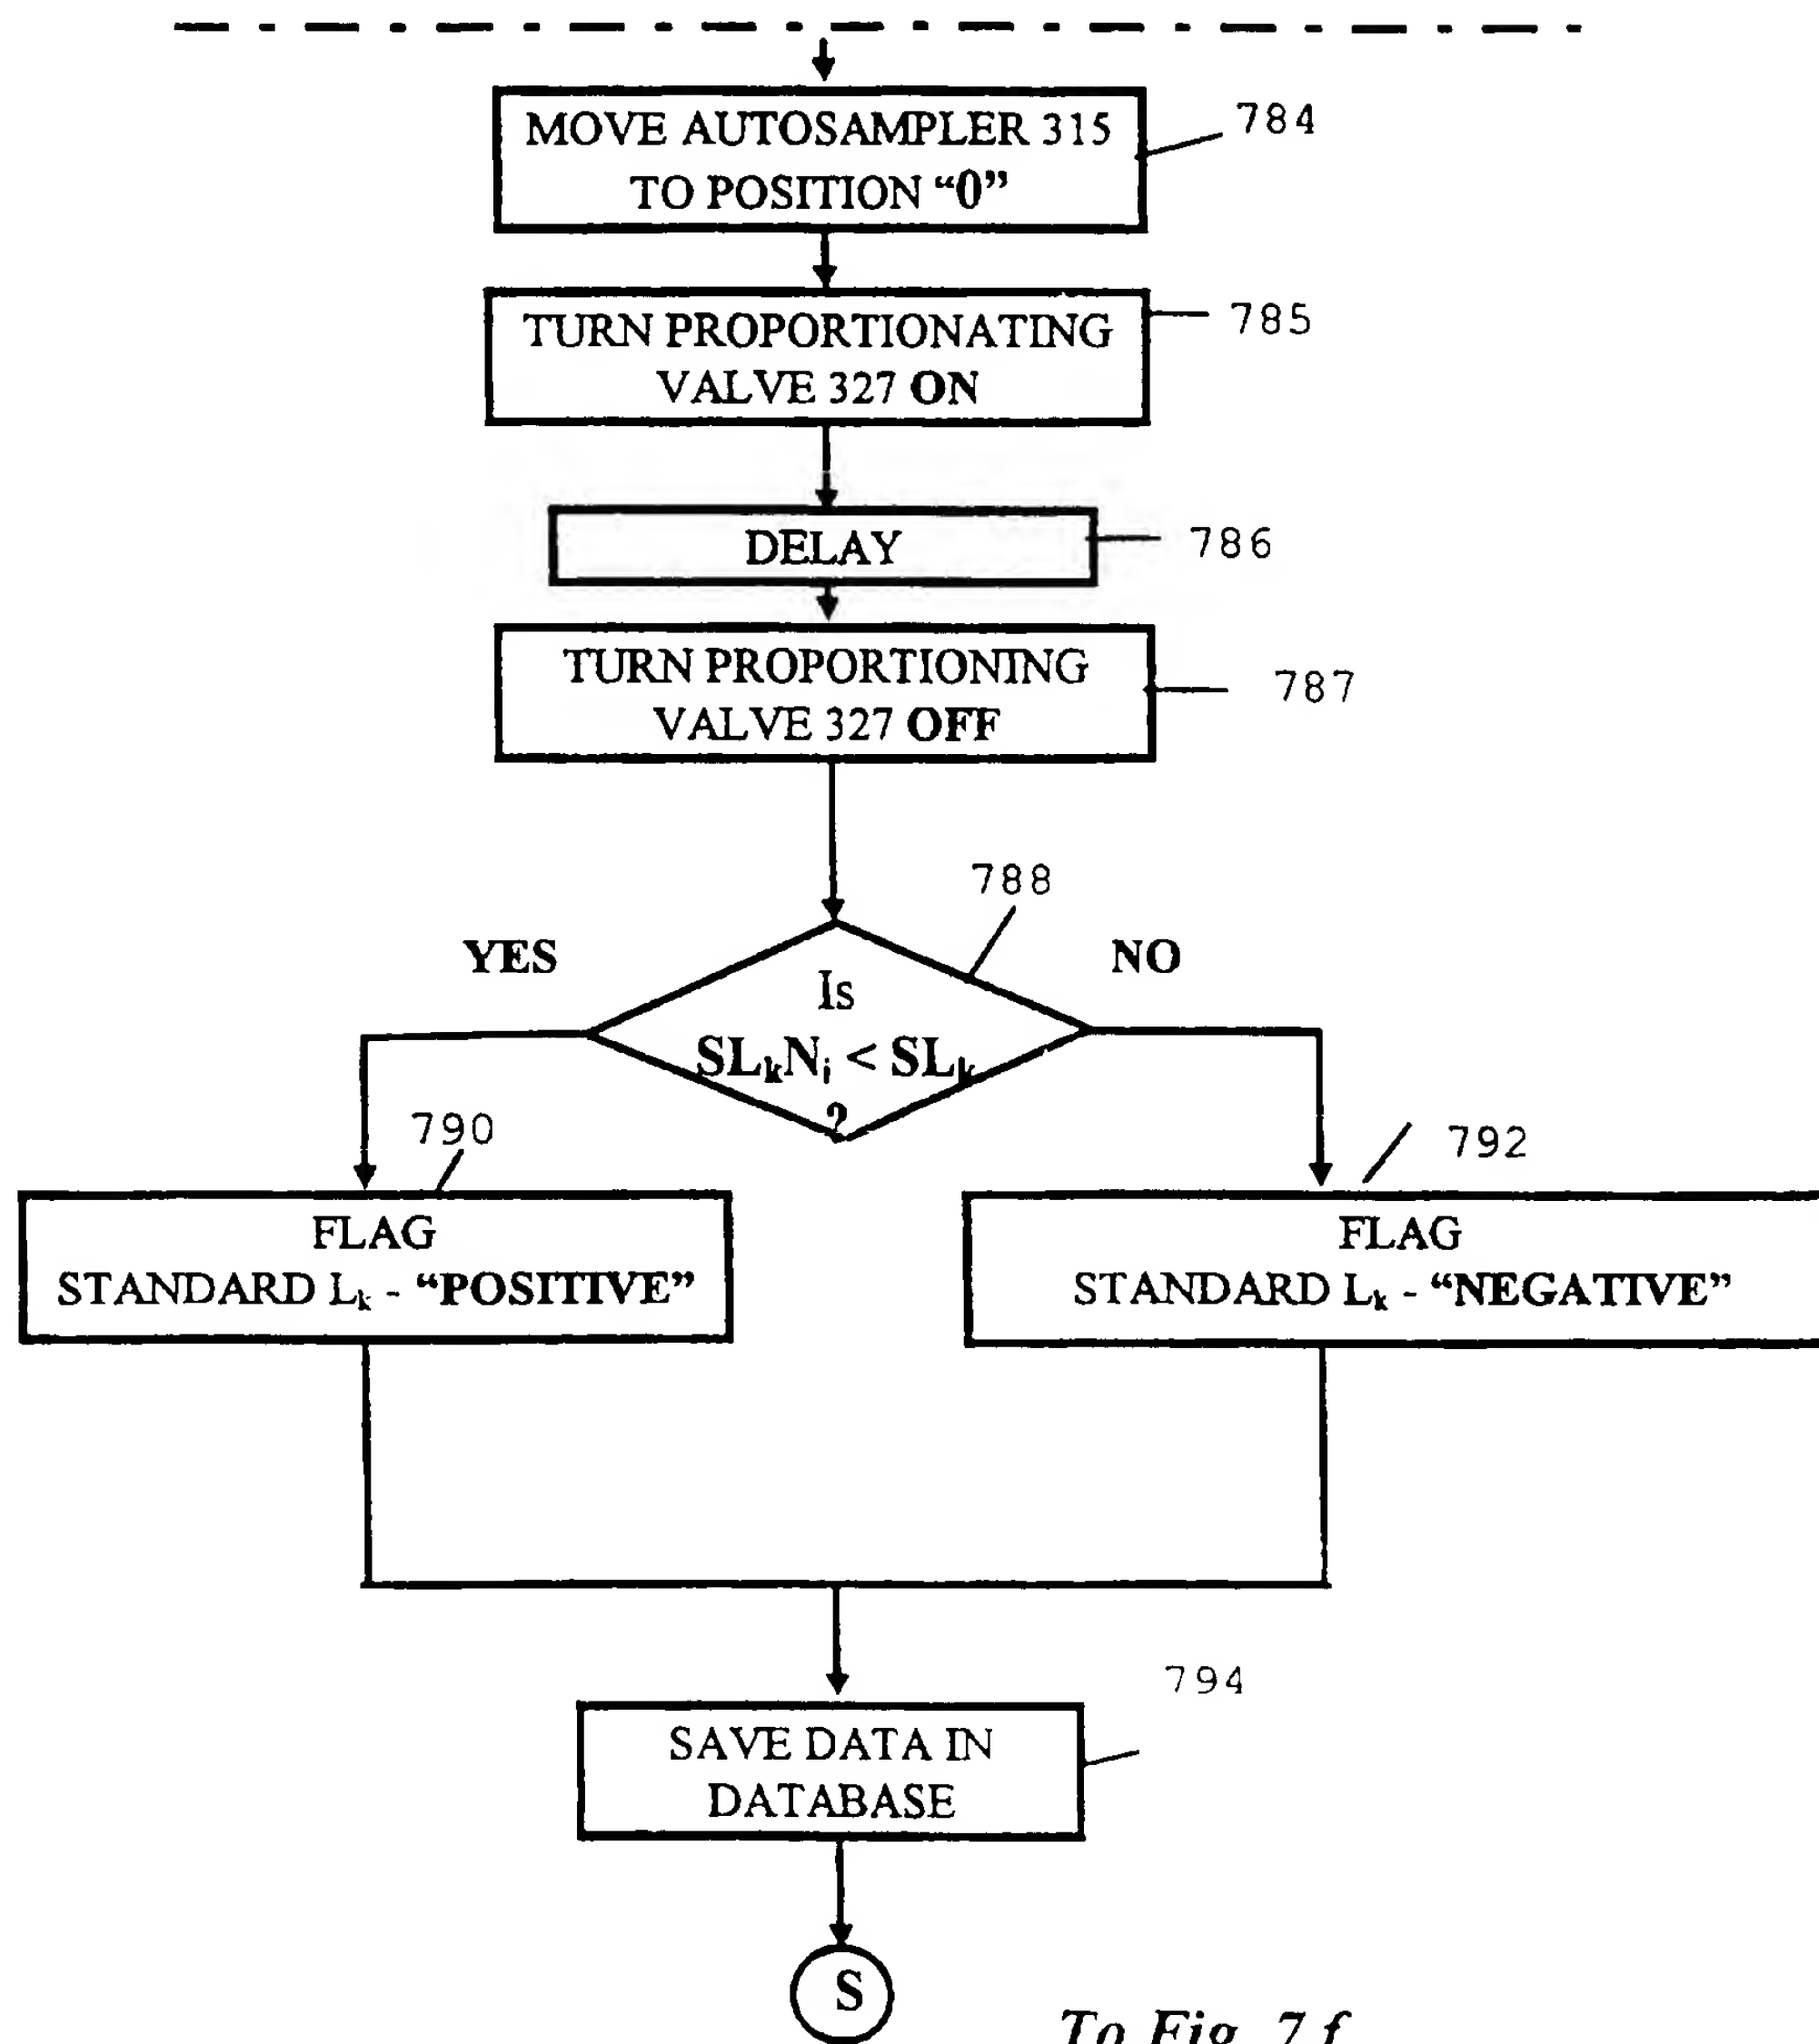 MOVE AUTOSAMPLER 315
TO POSITION “0”
784
TURN PROPORTIONATING
VALVE 327 ON
785
DELAY
786
TURN PROPORTIONING
VALVE 327 OFF
787
788
YES
NO
Is
SLₖNᵢ < SLₖ
?
790
792
FLAG
STANDARD Lₖ - “POSITIVE”
FLAG
STANDARD Lₖ - “NEGATIVE”
794
SAVE DATA IN
DATABASE
S
To Fig. 7 f